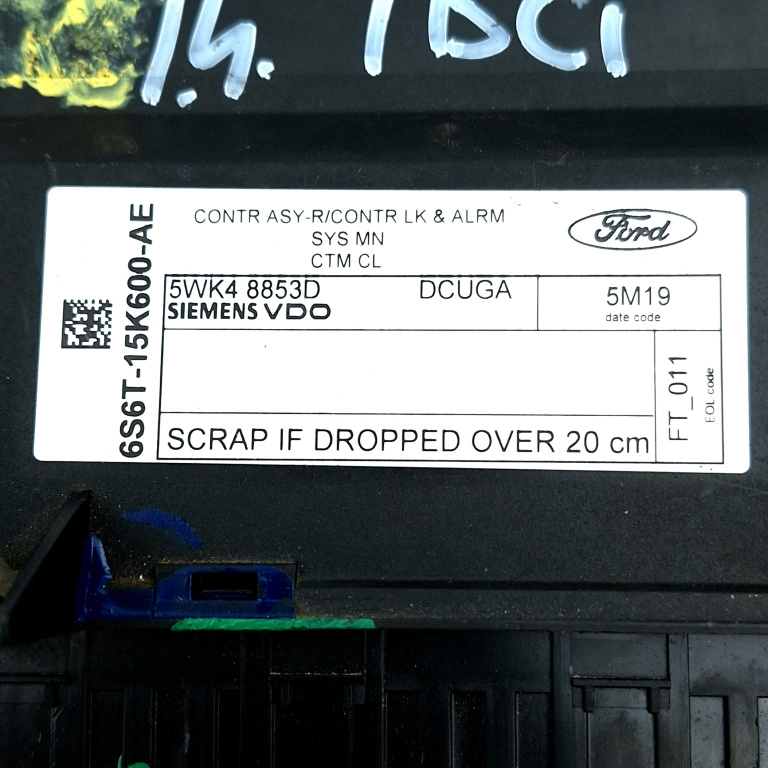 1.4. TDCi
CONTR ASY-R/CONTR LK & ALRM
SYS MN
CTM CL
Ford
6S6T-15K600-AE
5WK4 8853D DCUGA
SIEMENS VDO
5M19
date code
FT_011
EOL code
SCRAP IF DROPPED OVER 20 cm